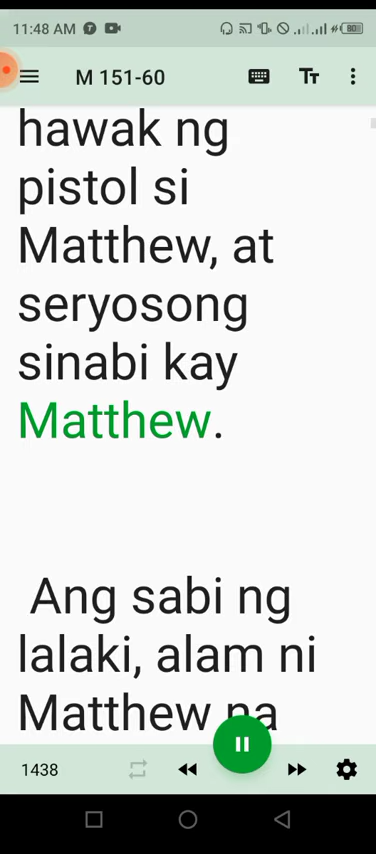 11:48 AM
80
M 151-60
hawak ng
pistol si
Matthew, at
seryosong
sinabi kay
Matthew.
Ang sabi ng
lalaki, alam ni
Matthew na
1438